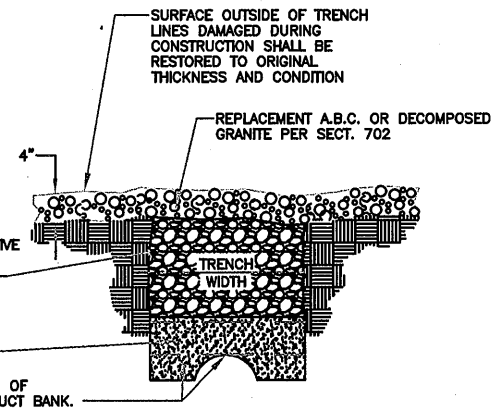 SURFACE OUTSIDE OF TRENCH
LINES DAMAGED DURING
CONSTRUCTION SHALL BE
RESTORED TO ORIGINAL
THICKNESS AND CONDITION
REPLACEMENT A.B.C. OR DECOMPOSED
GRANITE PER SECT. 702
4"
TRENCH
WIDTH
OF
BANK.